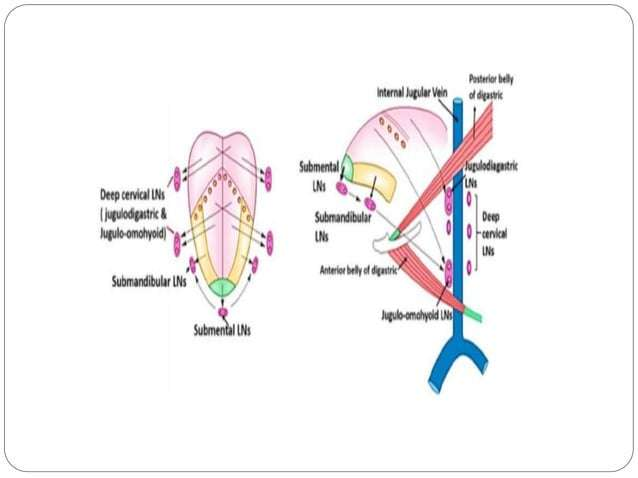 Deep cervical LNs
( jugulodigastric &
Jugulo-omohyoid)
Submandibular LNs
Submental LNs
Posterior belly
of digastric
Internal Jugular Vein
Submental
LNs
Jugulodiagastric
LNs
Submandibular
LNs
Deep
cervical
LNs
Anterior belly of digastric
Jugulo-omohyoid LNs